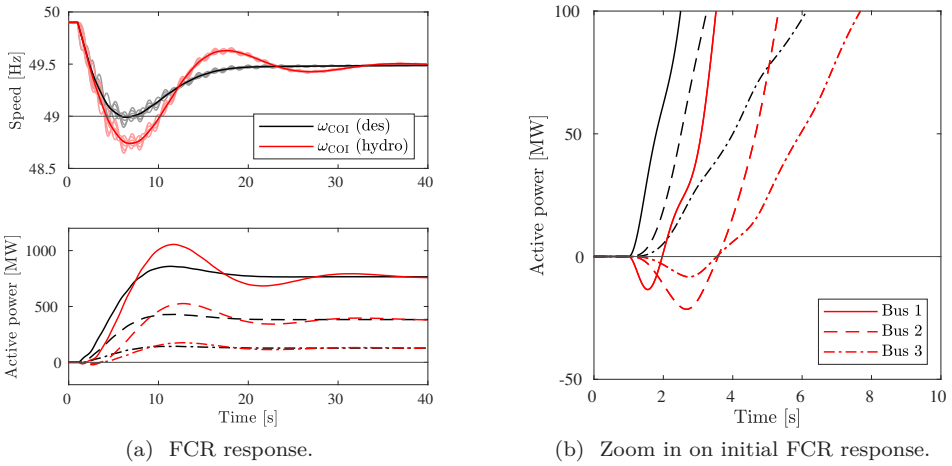 50
49.5
49
48.5
Speed [Hz]
ω_COI (des)
ω_COI (hydro)
0
10
20
30
40
1000
500
0
Active power [MW]
0
10
20
30
40
Time [s]
(a) FCR response.
100
50
0
-50
Active power [MW]
Bus 1
Bus 2
Bus 3
0
2
4
6
8
10
Time [s]
(b) Zoom in on initial FCR response.